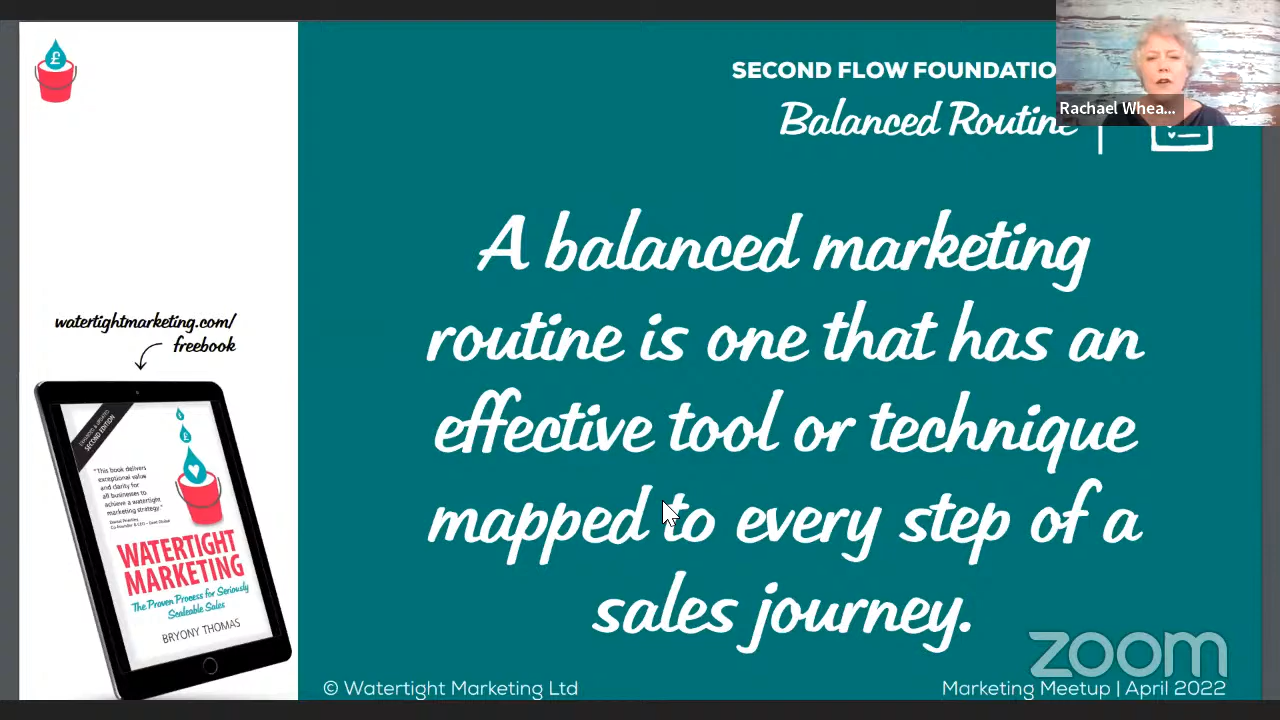 £
SECOND FLOW FOUNDATIO
Balanced Routine
Rachael Whea...
A balanced marketing
routine is one that has an
effective tool or technique
mapped to every step of a
sales journey.
watertightmarketing.com/
freebook
SECOND EDITION
£
"This book delivers
exceptional value
and clarity for
all businesses to
achieve a watertight
marketing strategy."
WATERTIGHT
MARKETING
The Proven Process for Seriously
Scaleable Sales
BRYONY THOMAS
zoom
© Watertight Marketing Ltd
Marketing Meetup | April 2022